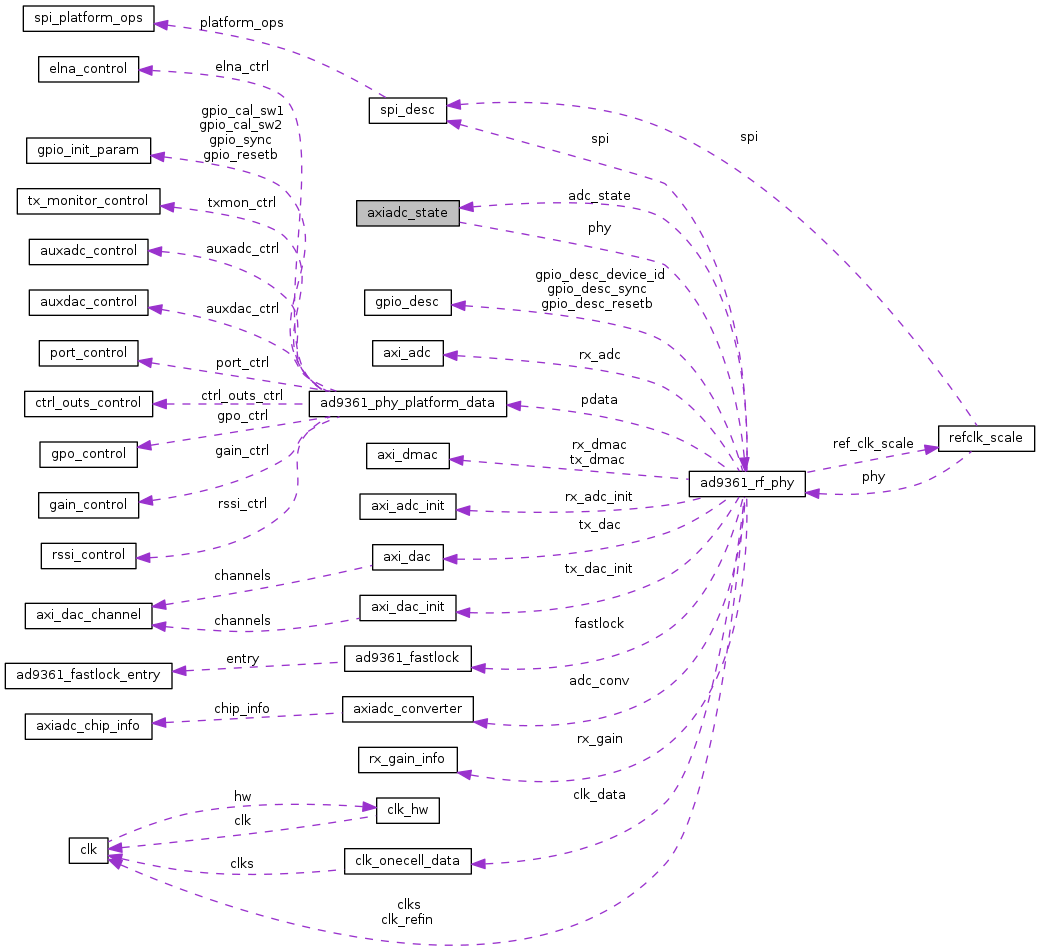 spi_platform_ops
platform_ops
elna_control
elna_ctrl
spi_desc
gpio_cal_sw1
gpio_cal_sw2
gpio_sync
gpio_resetb
gpio_init_param
spi
spi
tx_monitor_control
txmon_ctrl
axiadc_state
adc_state
phy
auxadc_control
auxadc_ctrl
auxdac_control
auxdac_ctrl
gpio_desc
gpio_desc_device_id
gpio_desc_sync
gpio_desc_resetb
port_control
port_ctrl
axi_adc
rx_adc
ctrl_outs_control
ctrl_outs_ctrl
ad9361_phy_platform_data
pdata
gpo_ctrl
gpo_control
gain_ctrl
axi_dmac
rx_dmac
tx_dmac
ref_clk_scale
refclk_scale
phy
ad9361_rf_phy
gain_control
rssi_ctrl
axi_adc_init
rx_adc_init
rssi_control
axi_dac
tx_dac
channels
axi_dac_channel
channels
axi_dac_init
tx_dac_init
fastlock
ad9361_fastlock_entry
entry
ad9361_fastlock
adc_conv
axiadc_chip_info
chip_info
axiadc_converter
rx_gain_info
rx_gain
hw
clk
clk_hw
clk_data
clk
clks
clk_onecell_data
clks
clk_refin